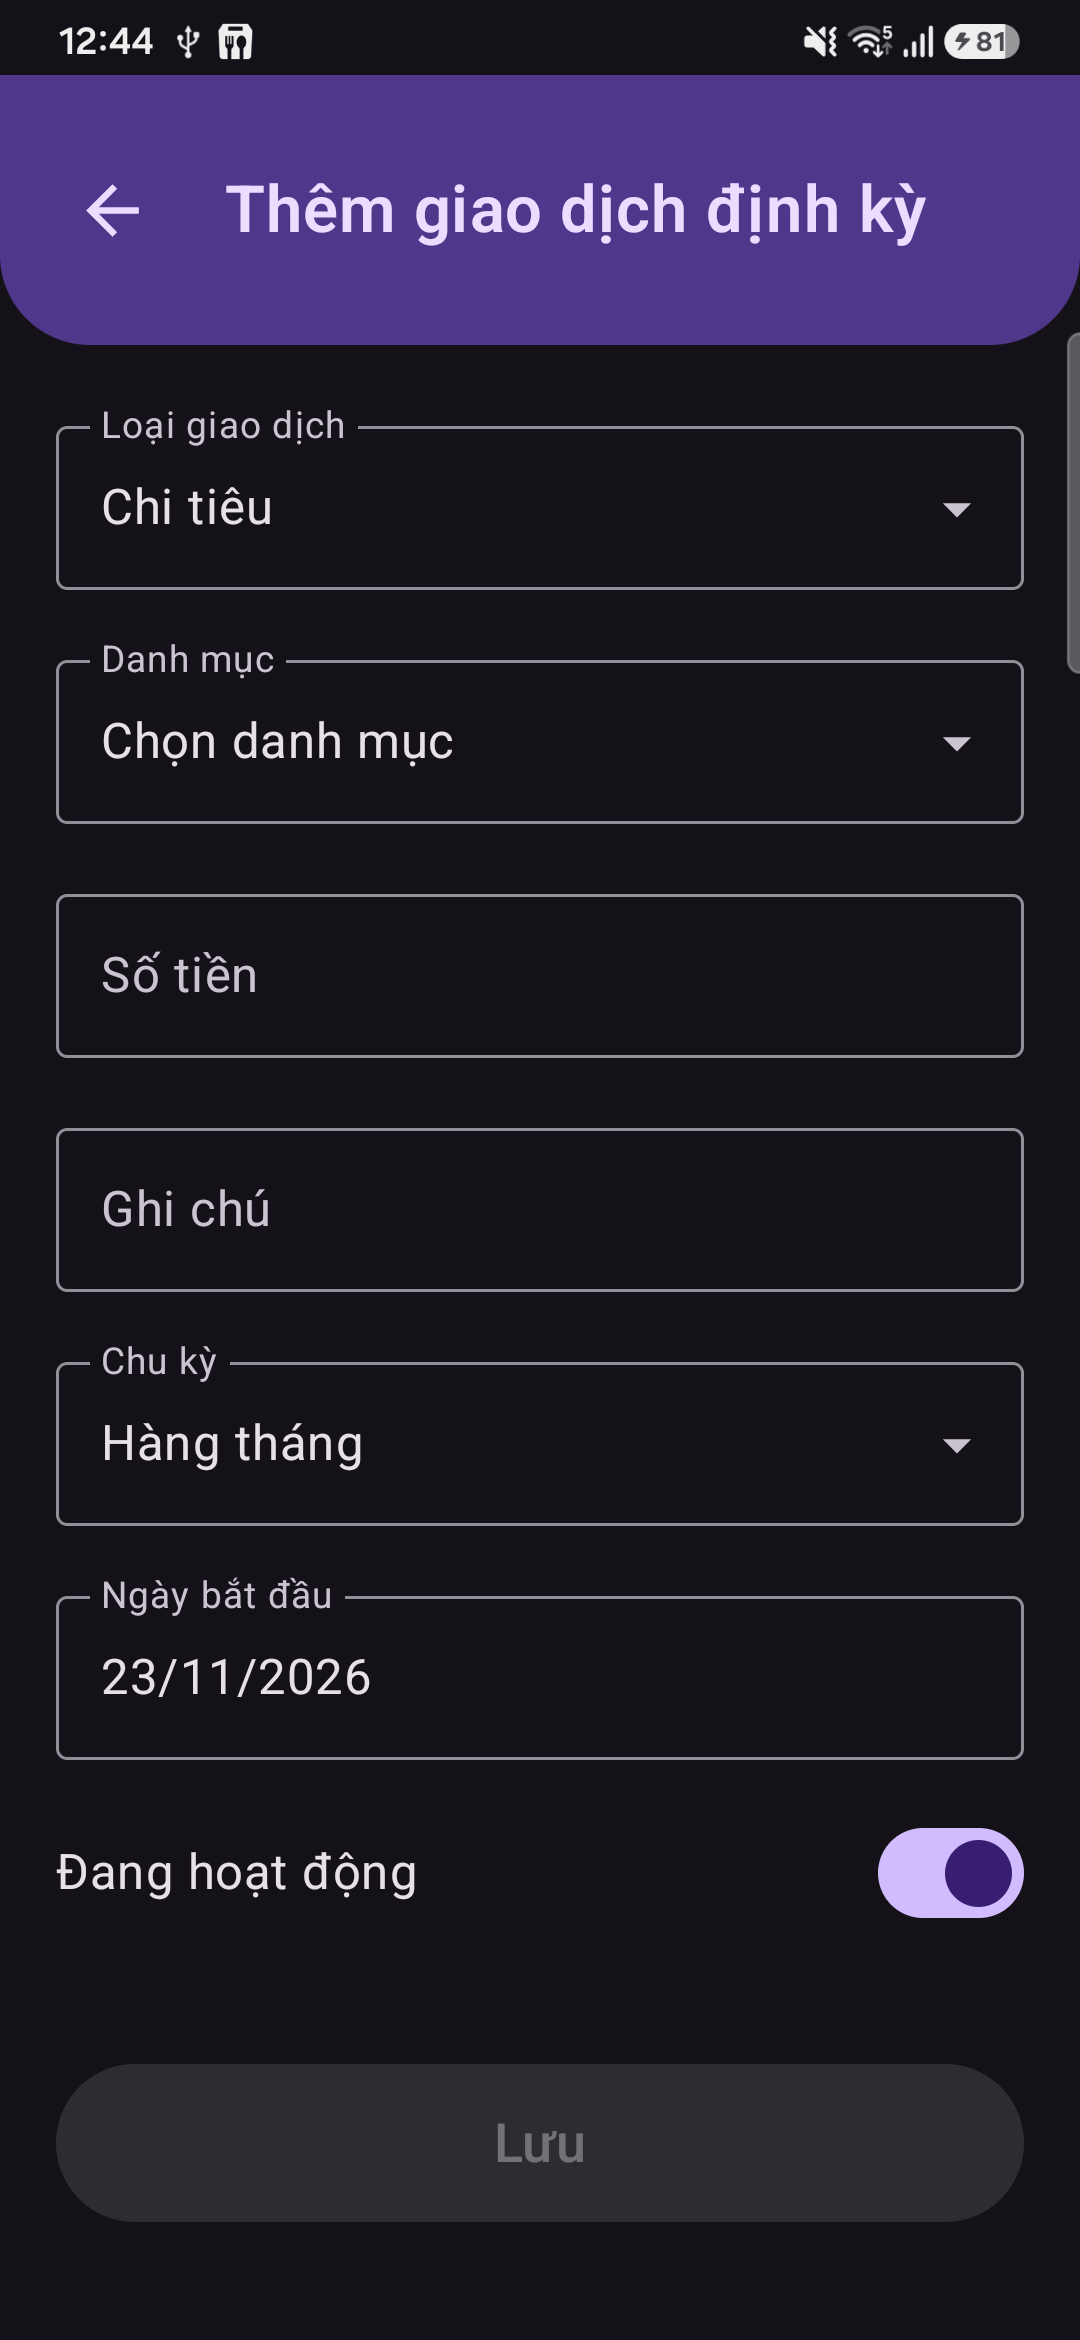 12:44
5
81
Thêm giao dịch định kỳ
Loại giao dịch
Chi tiêu
Danh mục
Chọn danh mục
Số tiền
Ghi chú
Chu kỳ
Hàng tháng
Ngày bắt đầu
23/11/2026
Đang hoạt động
Lưu